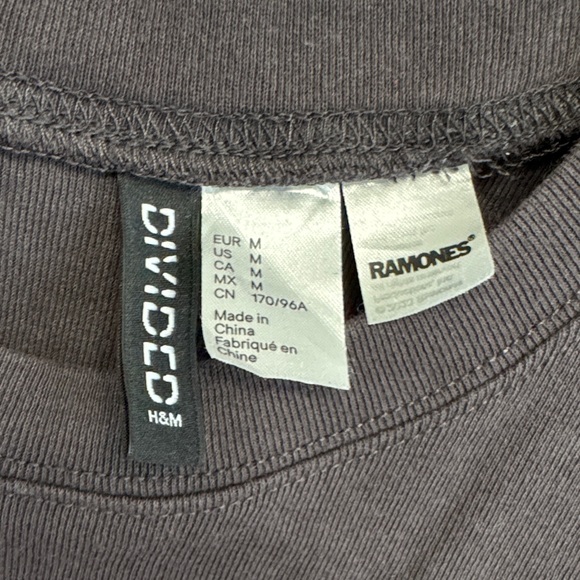 DIVIDED
H&M
EUR M
US M
CA M
MX M
CN 170/96A
Made in
China
Fabriqué en
Chine
RAMONES®